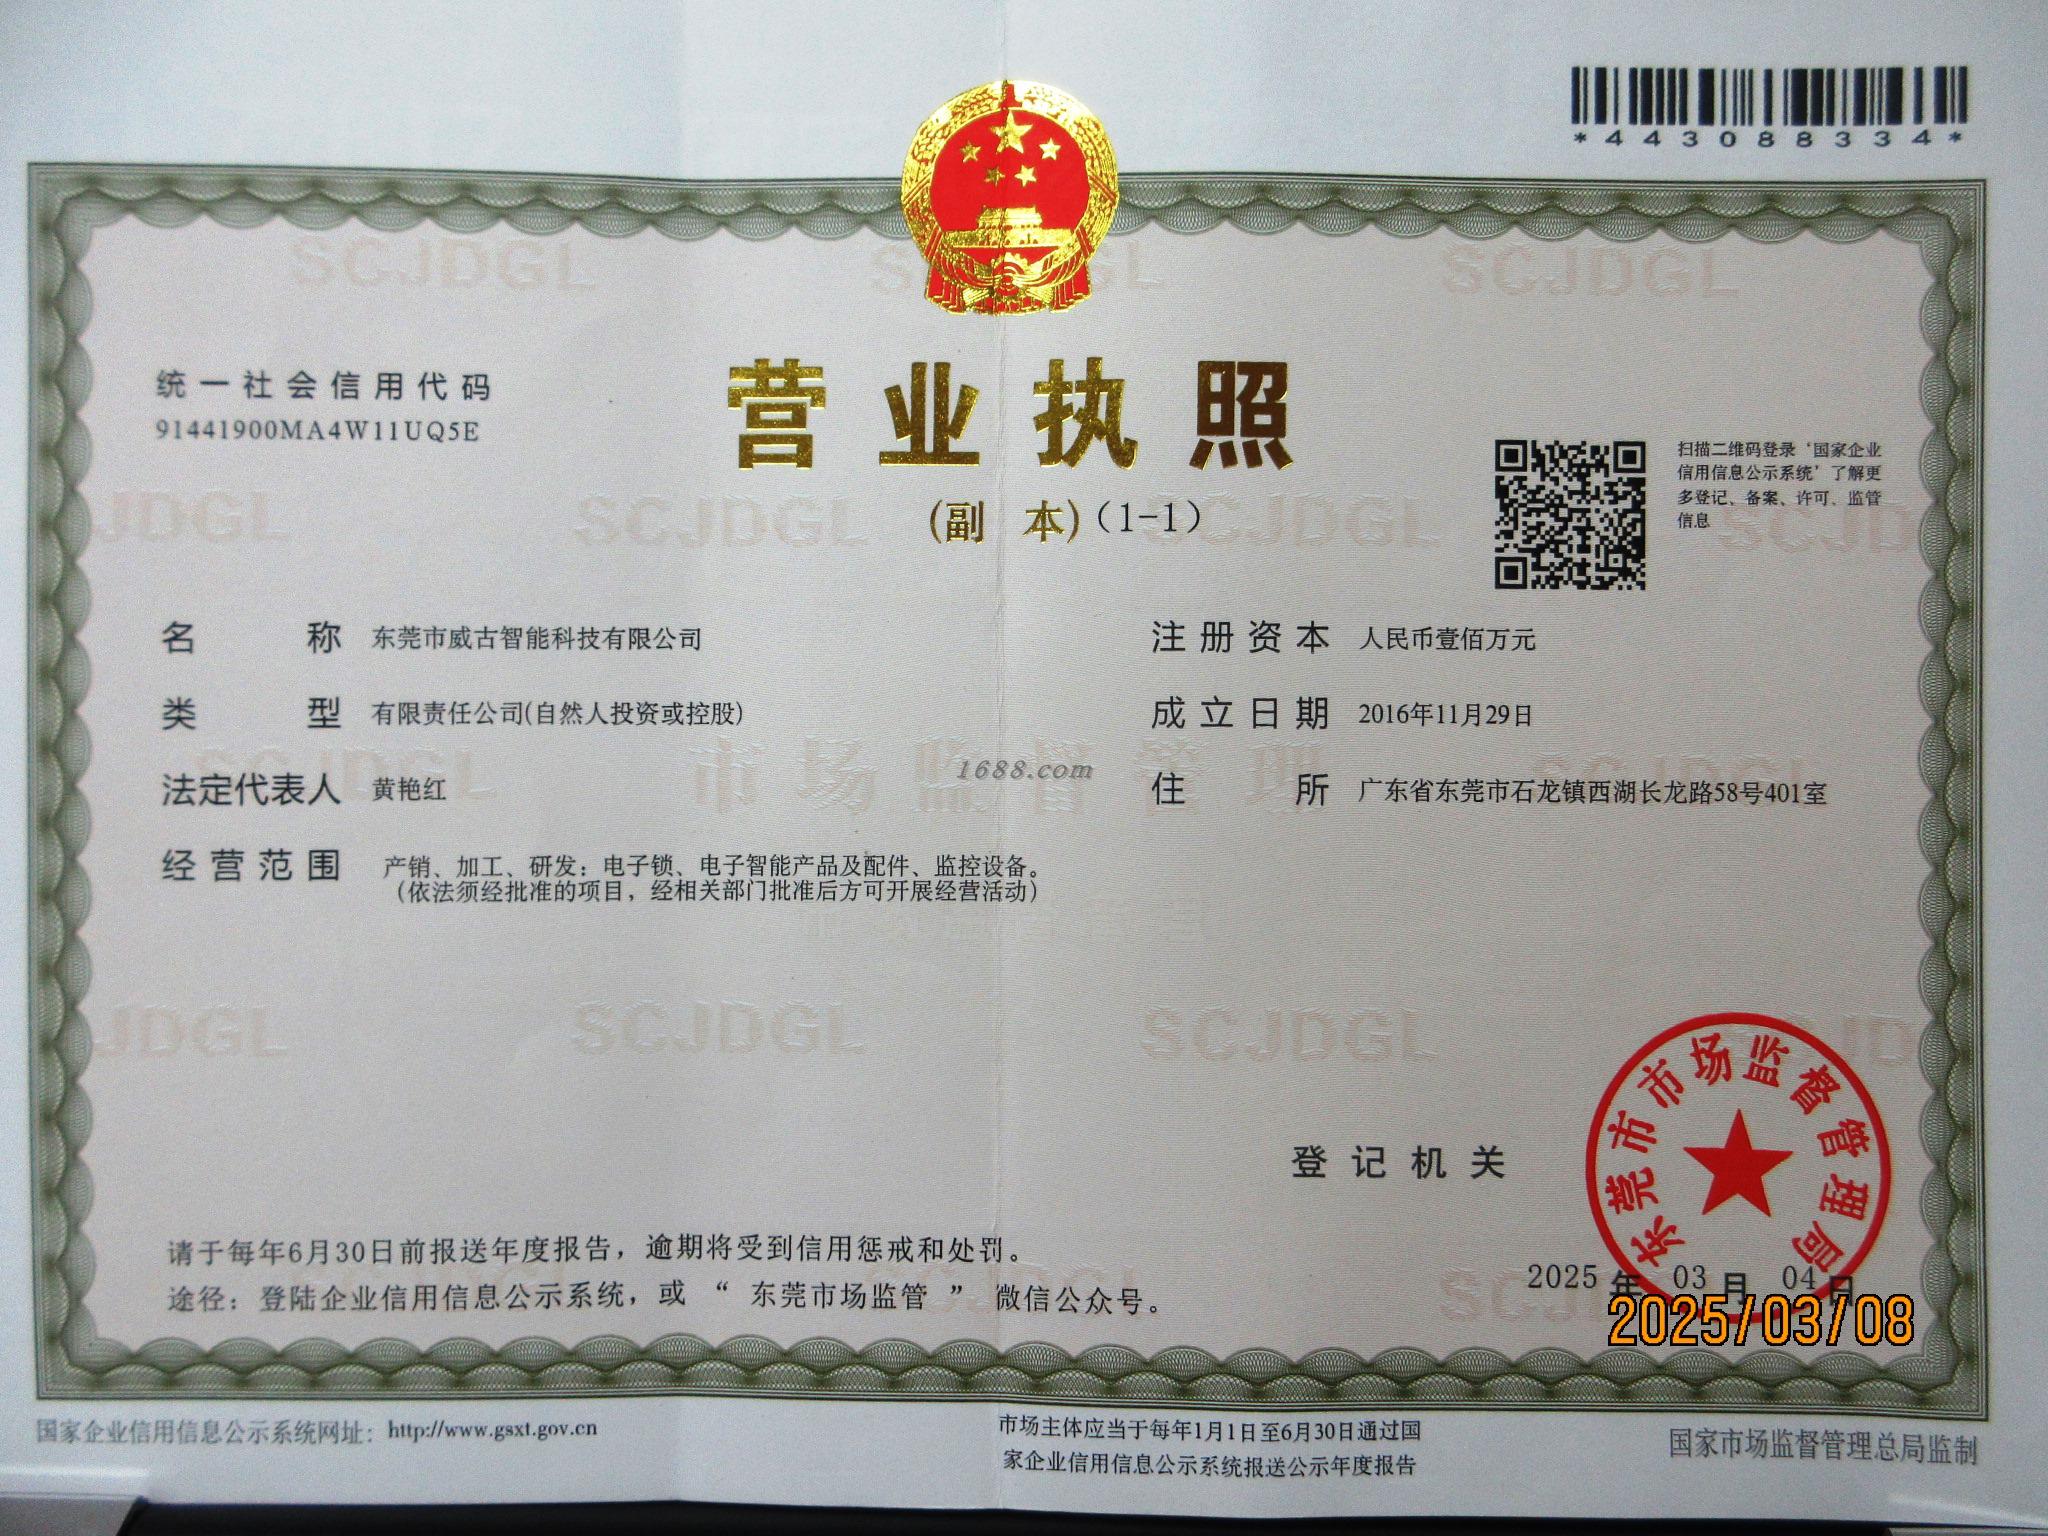 *443088334*
统一社会信用代码
91441900MA4W11UQ5E
营业执照
(副 本)(1-1)
扫描二维码登录‘国家企业
信用信息公示系统’了解更
多登记、备案、许可、监管
信息
名称 东莞市威古智能科技有限公司
注册资本 人民币壹佰万元
类型 有限责任公司(自然人投资或控股)
成立日期 2016年11月29日
法定代表人 黄艳红
住所 广东省东莞市石龙镇西湖长龙路58号401室
1688.com
经营范围 产销、加工、研发：电子锁、电子智能产品及配件、监控设备。
(依法须经批准的项目，经相关部门批准后方可开展经营活动)
SCJDGL
市场监督管理
登记机关
东莞市市场监督管理局
请于每年6月30日前报送年度报告，逾期将受到信用惩戒和处罚。
途径：登陆企业信用信息公示系统，或“东莞市场监管”微信公众号。
2025年03月04日
2025/03/08
国家企业信用信息公示系统网址：http://www.gsxt.gov.cn
市场主体应当于每年1月1日至6月30日通过国
家企业信用信息公示系统报送公示年度报告
国家市场监督管理总局监制